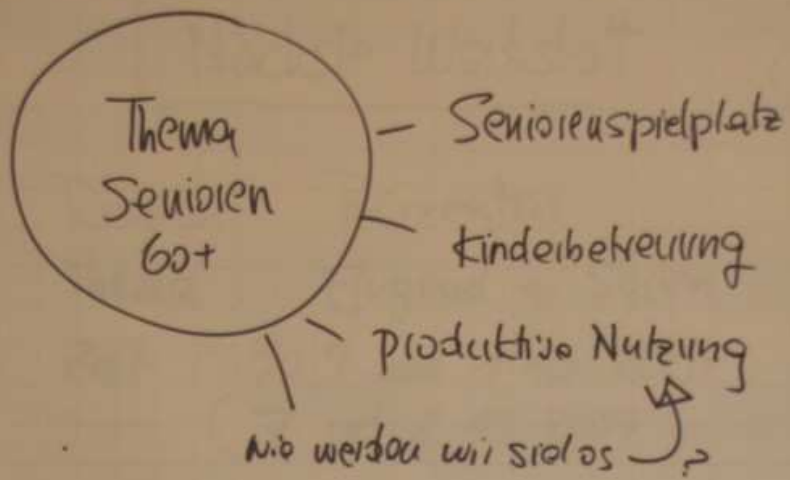 Thema
Senioren
60+
– Seniorenspielplatz
Kinderbetreuung
produktive Nutzung
Wie werden wir sie los ?